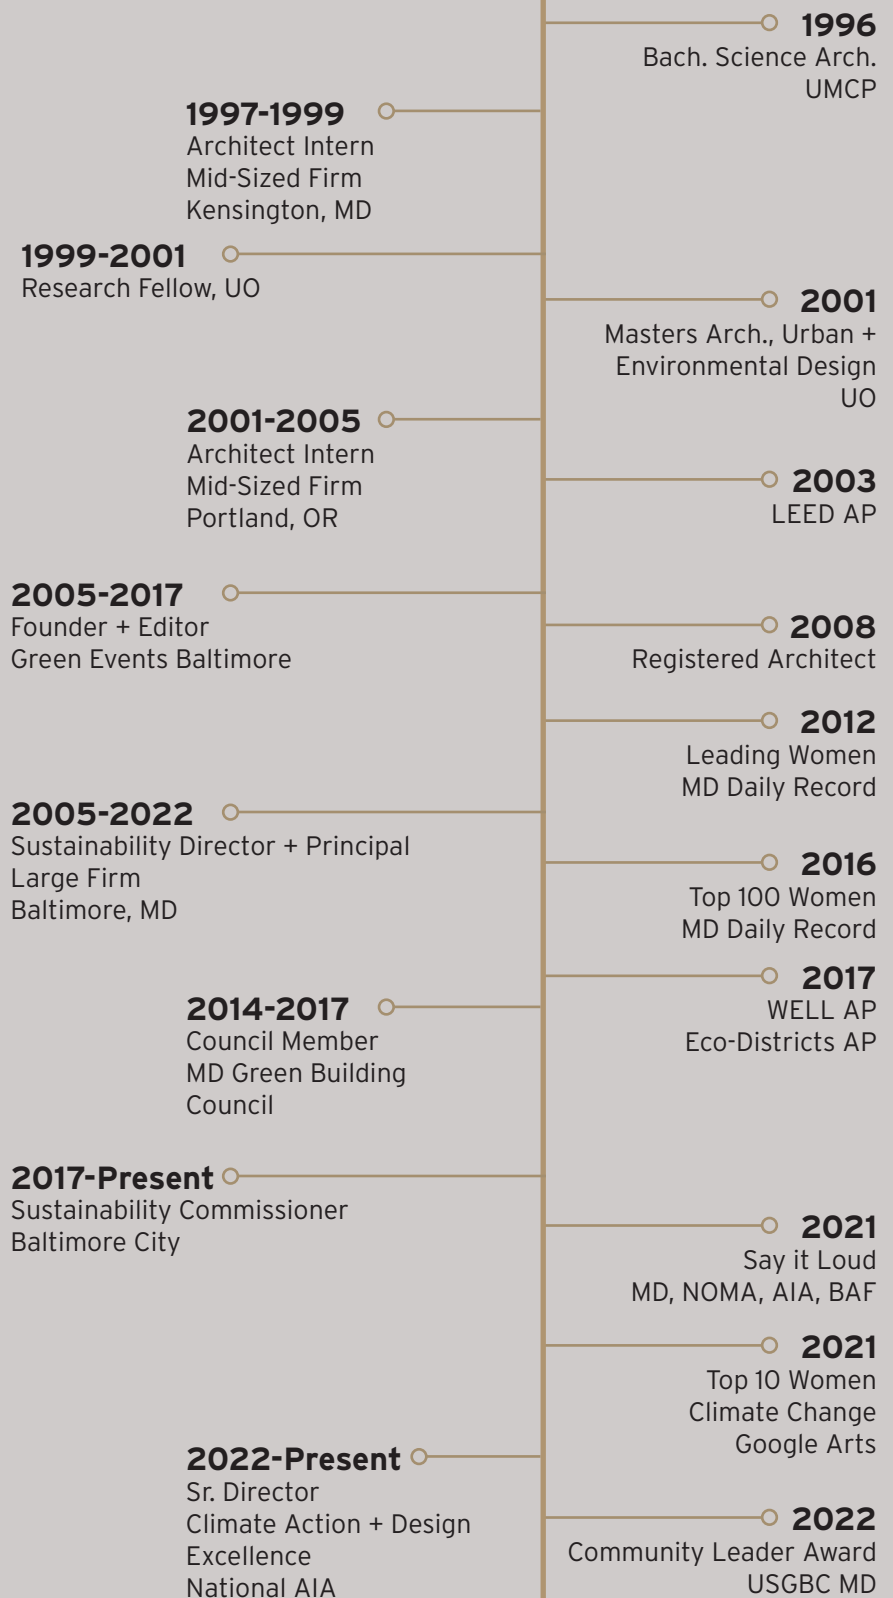 1996
Bach. Science Arch.
UMCP
1997-1999
Architect Intern
Mid-Sized Firm
Kensington, MD
1999-2001
Research Fellow, UO
2001
Masters Arch., Urban +
Environmental Design
UO
2001-2005
Architect Intern
Mid-Sized Firm
Portland, OR
2003
LEED AP
2005-2017
Founder + Editor
Green Events Baltimore
2008
Registered Architect
2012
Leading Women
MD Daily Record
2005-2022
Sustainability Director + Principal
Large Firm
Baltimore, MD
2016
Top 100 Women
MD Daily Record
2017
WELL AP
Eco-Districts AP
2014-2017
Council Member
MD Green Building
Council
2017-Present
Sustainability Commissioner
Baltimore City
2021
Say it Loud
MD, NOMA, AIA, BAF
2021
Top 10 Women
Climate Change
Google Arts
2022-Present
Sr. Director
Climate Action + Design
Excellence
National AIA
2022
Community Leader Award
USGBC MD